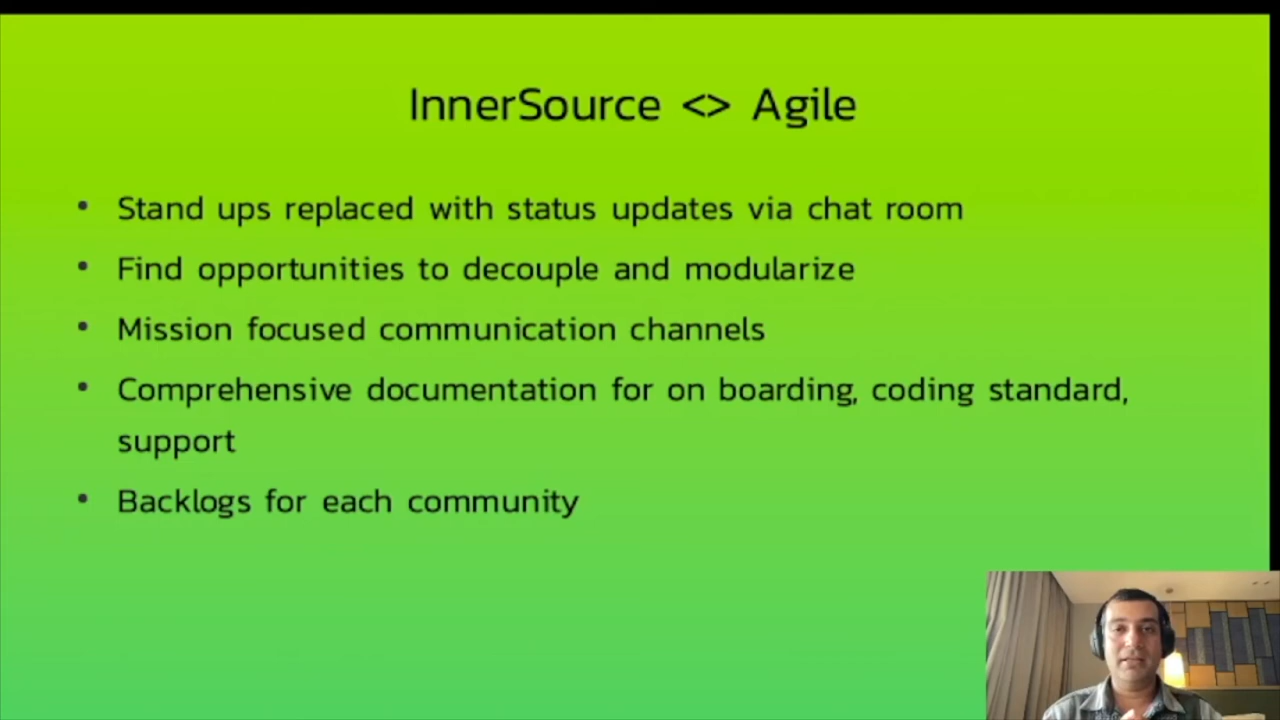 InnerSource <> Agile
• Stand ups replaced with status updates via chat room
• Find opportunities to decouple and modularize
• Mission focused communication channels
• Comprehensive documentation for on boarding, coding standard,
support
• Backlogs for each community